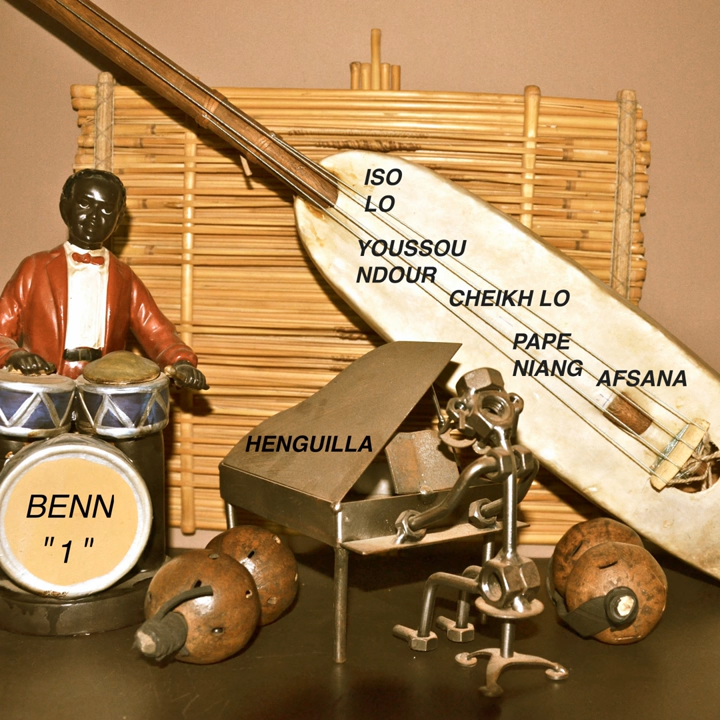 ISO
LO
YOUSSOU
NDOUR
CHEIKH LO
PAPE
NIANG
AFSANA
HENGUILLA
BENN
"1"